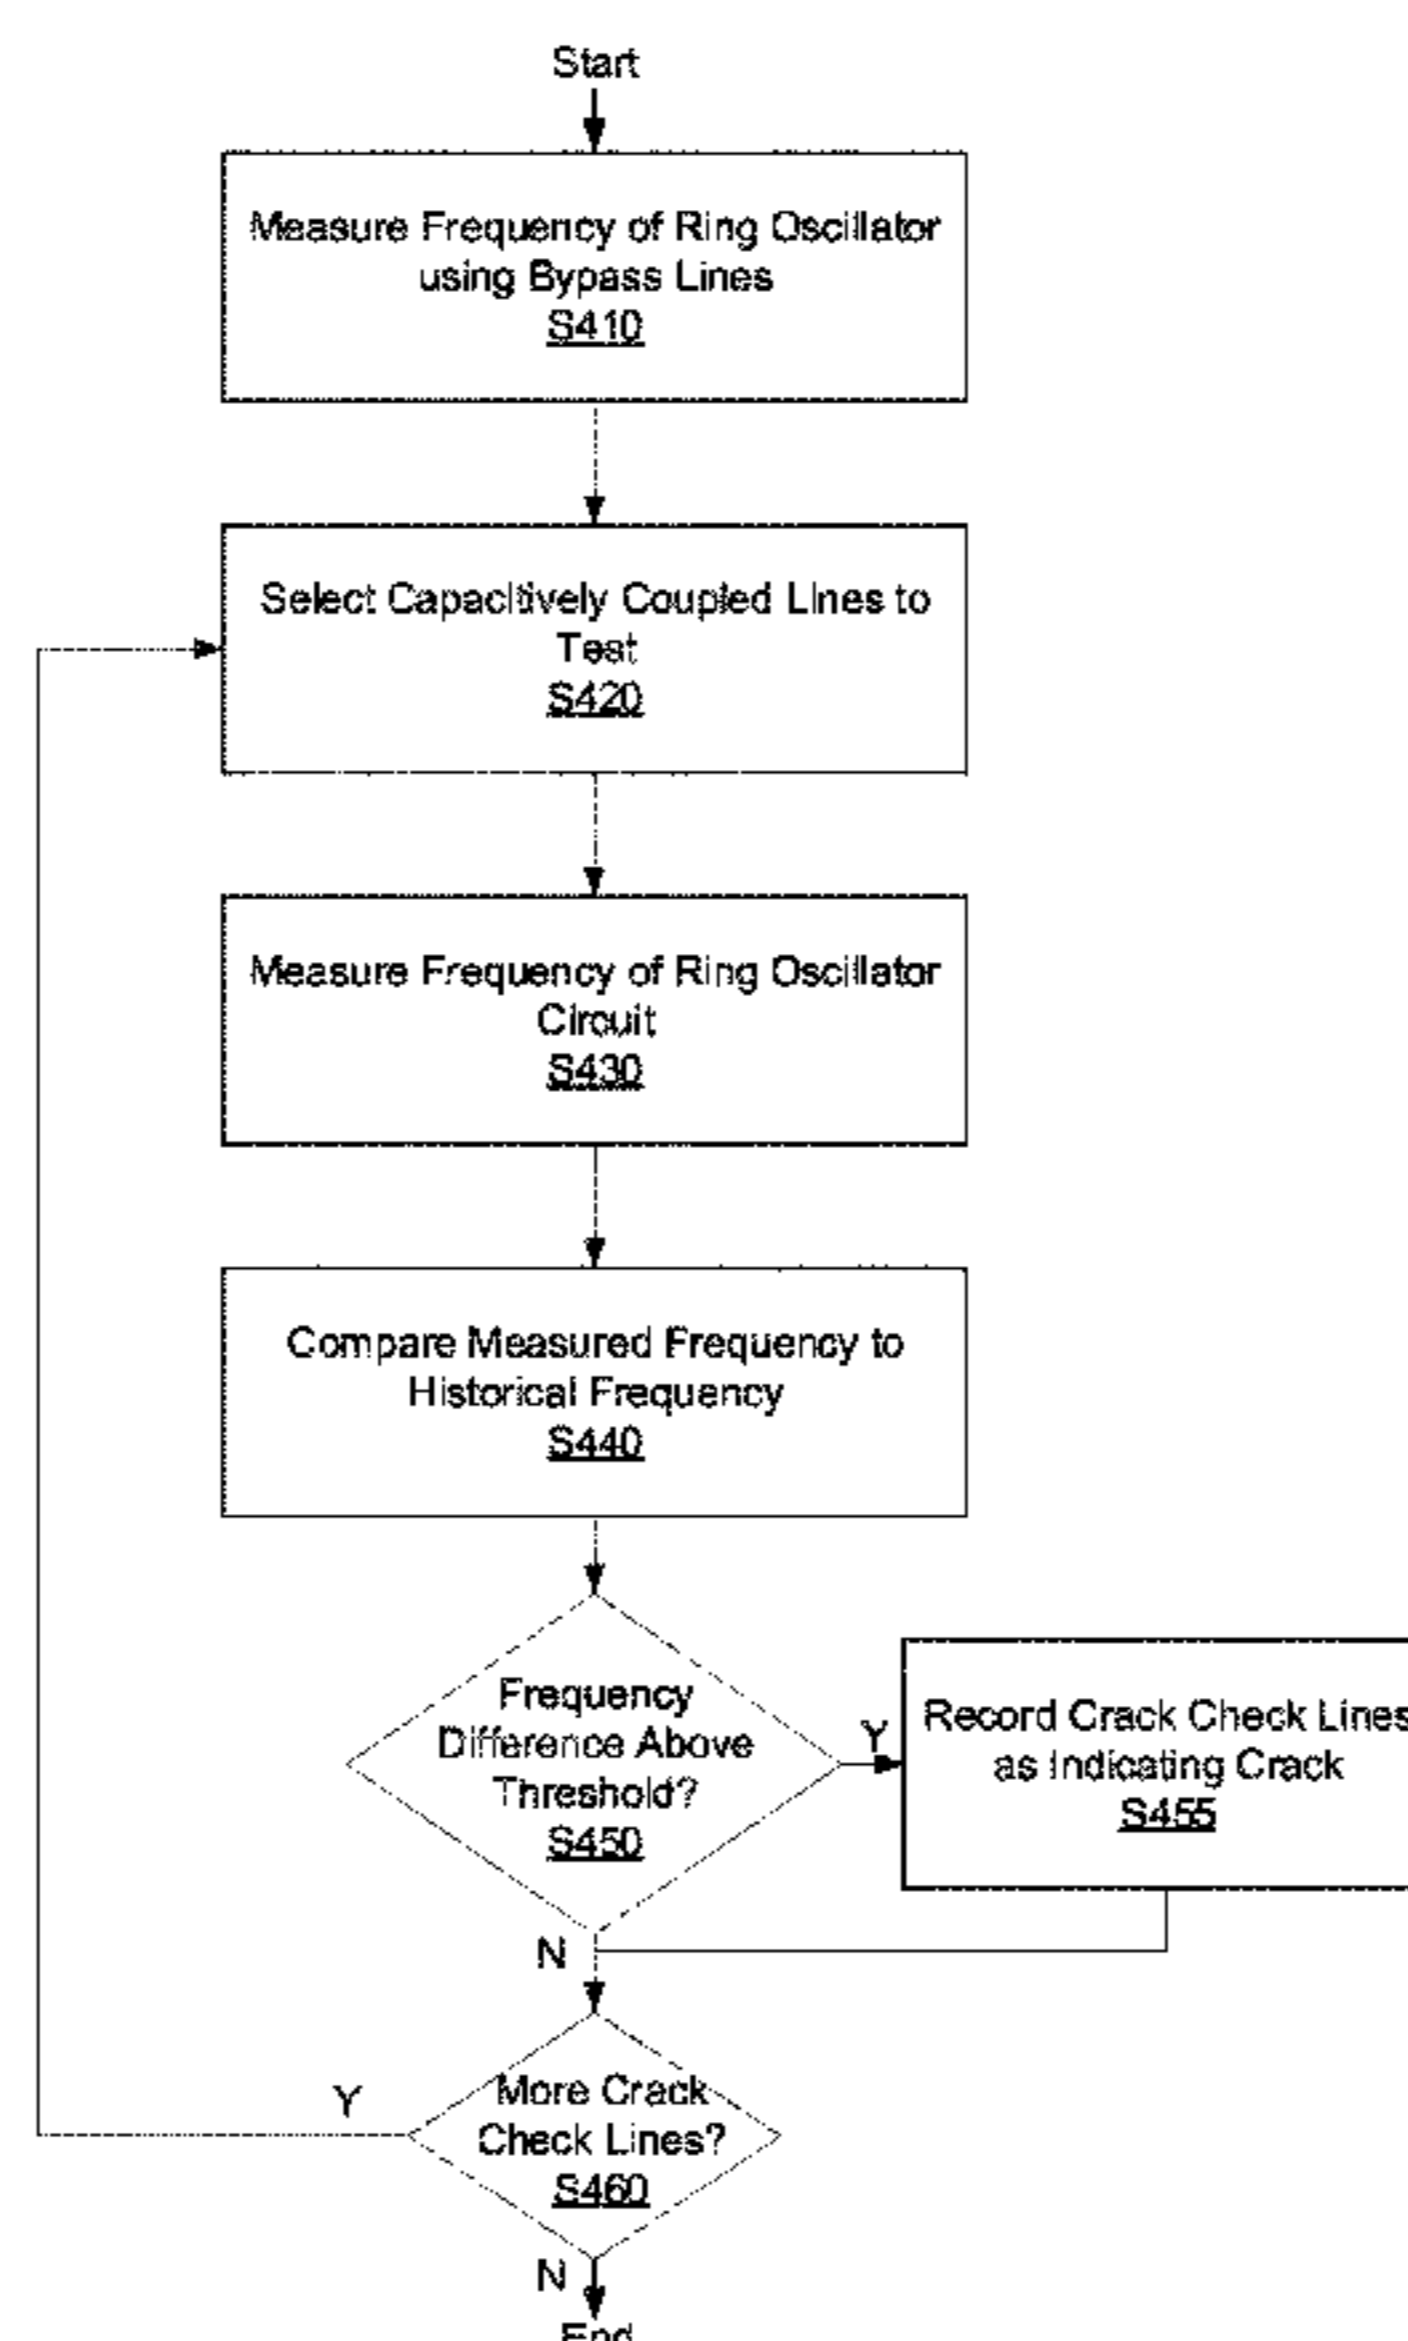 Start
Measure Frequency of Ring Oscillator
using Bypass Lines
S410
Select Capacitively Coupled Lines to
Test
S420
Measure Frequency of Ring Oscillator
Circuit
S430
Compare Measured Frequency to
Historical Frequency
S440
Frequency
Difference Above
Threshold?
S450
Y
Record Crack Check Lines
as Indicating Crack
S455
N
More Crack
Check Lines?
S460
Y
N
End